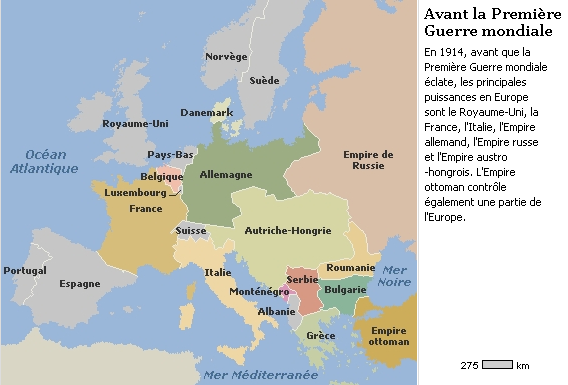 Avant la Première
Guerre mondiale
En 1914, avant que la
Première Guerre mondiale
éclate, les principales
puissances en Europe
sont le Royaume-Uni, la
France, l'Italie, l'Empire
allemand, l'Empire russe
et l'Empire austro
-hongrois. L'Empire
ottoman contrôle
également une partie de
l'Europe.
275 km
Norvège
Suède
Danemark
Royaume-Uni
Océan
Atlantique
Pays-Bas
Belgique
Luxembourg
Allemagne
Empire de
Russie
France
Suisse
Autriche-Hongrie
Portugal
Espagne
Italie
Roumanie
Mer
Noire
Serbie
Monténégro
Bulgarie
Albanie
Grèce
Empire
ottoman
Mer Méditerranée